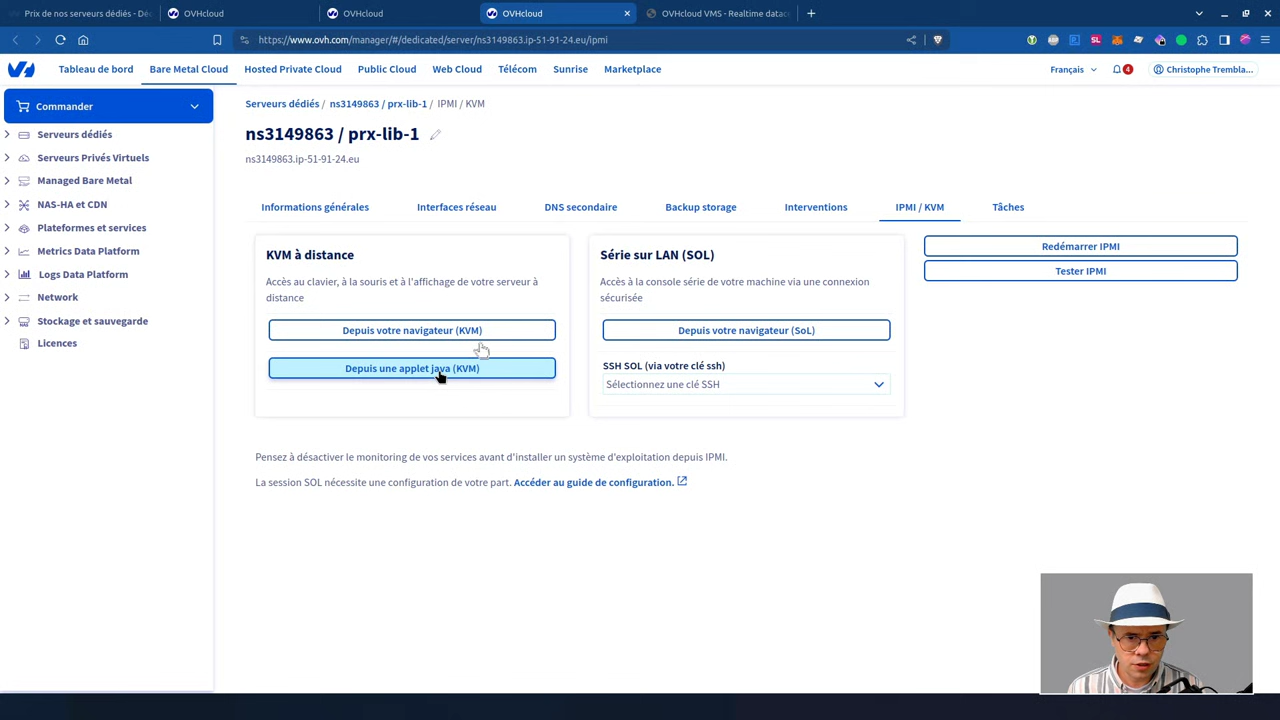 Prix de nos serveurs dédiés - Dé
OVHcloud
OVHcloud
OVHcloud
OVHcloud VMS - Realtime datac
https://www.ovh.com/manager/#/dedicated/server/ns3149863.ip-51-91-24.eu/ipmi
Tableau de bord
Bare Metal Cloud
Hosted Private Cloud
Public Cloud
Web Cloud
Télécom
Sunrise
Marketplace
Français
4
Christophe Trembla...
Commander
Serveurs dédiés
Serveurs Privés Virtuels
Managed Bare Metal
NAS-HA et CDN
Plateformes et services
Metrics Data Platform
Logs Data Platform
Network
Stockage et sauvegarde
Licences
Serveurs dédiés / ns3149863 / prx-lib-1 / IPMI / KVM
ns3149863 / prx-lib-1
ns3149863.ip-51-91-24.eu
Informations générales
Interfaces réseau
DNS secondaire
Backup storage
Interventions
IPMI / KVM
Tâches
KVM à distance
Accès au clavier, à la souris et à l'affichage de votre serveur à
distance
Depuis votre navigateur (KVM)
Depuis une applet java (KVM)
Série sur LAN (SOL)
Accès à la console série de votre machine via une connexion
sécurisée
Depuis votre navigateur (SoL)
SSH SOL (via votre clé ssh)
Sélectionnez une clé SSH
Redémarrer IPMI
Tester IPMI
Pensez à désactiver le monitoring de vos services avant d'installer un système d'exploitation depuis IPMI.
La session SOL nécessite une configuration de votre part. Accéder au guide de configuration.